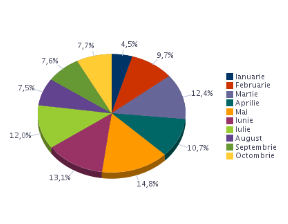 7,7%
4,5%
7,6%
9,7%
7,5%
12,4%
12,0%
10,7%
13,1%
14,8%
Ianuarie
Februarie
Martie
Aprilie
Mai
Iunie
Iulie
August
Septembrie
Octombrie